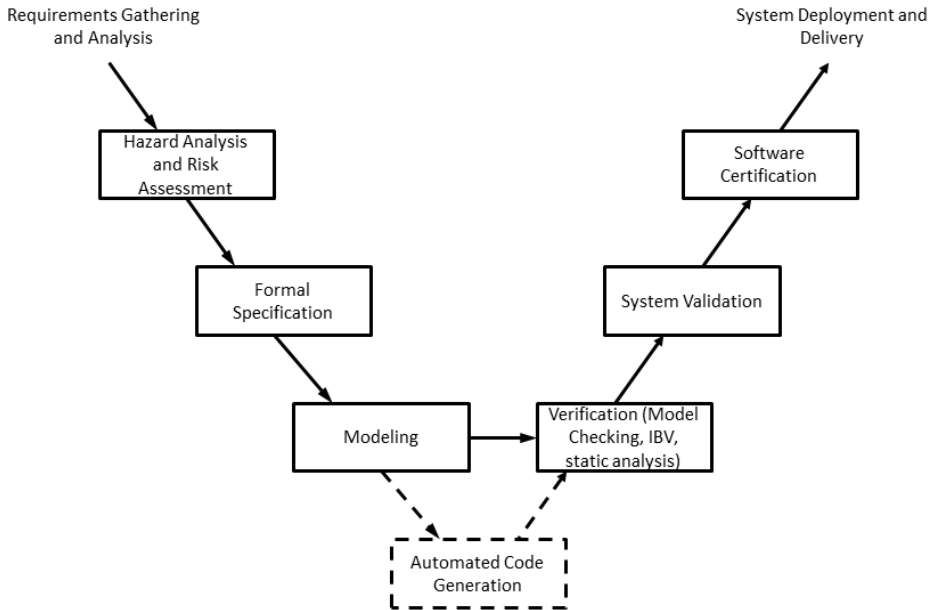 Requirements Gathering
and Analysis
System Deployment and
Delivery
Hazard Analysis
and Risk
Assessment
Software
Certification
Formal
Specification
System Validation
Modeling
Verification (Model
Checking, IBV,
static analysis)
Automated Code
Generation